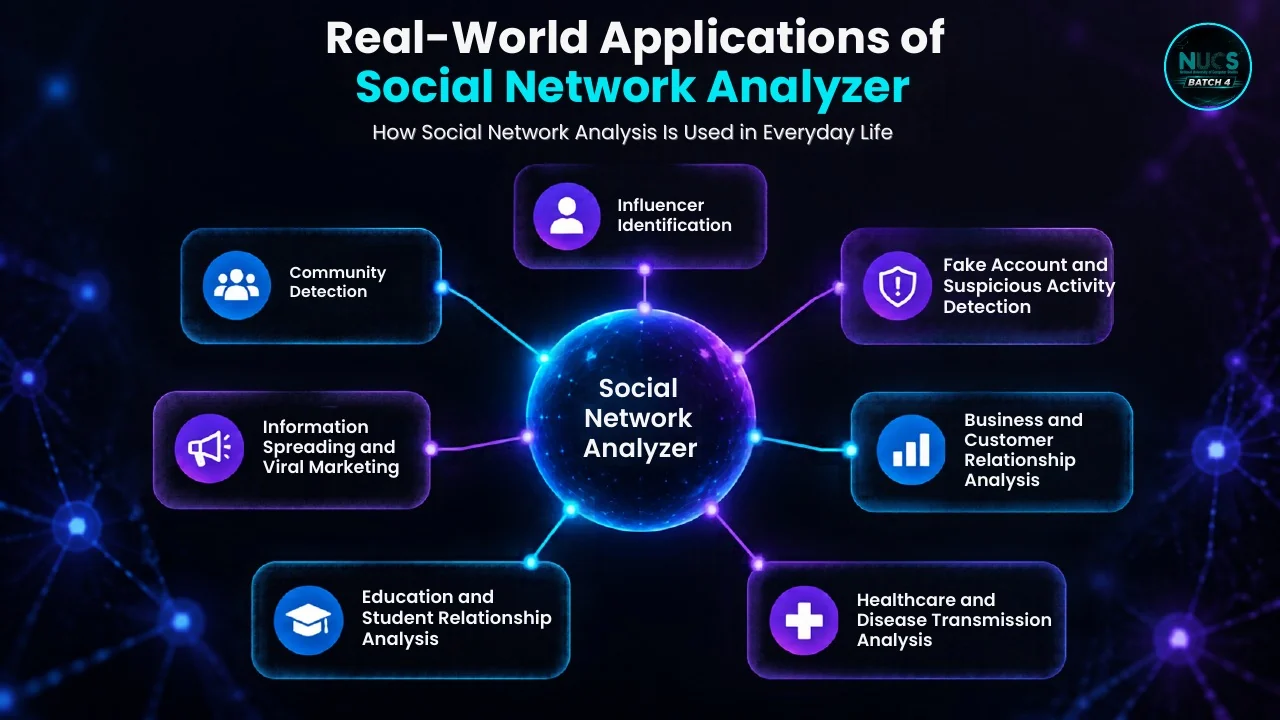 Real-World Applications of
Social Network Analyzer
How Social Network Analysis Is Used in Everyday Life
NUCS
BATCH 4
Influencer
Identification
Community
Detection
Fake Account and
Suspicious Activity
Detection
Social
Network
Analyzer
Information
Spreading and
Viral Marketing
Business and
Customer
Relationship
Analysis
Education and
Student Relationship
Analysis
Healthcare and
Disease Transmission
Analysis